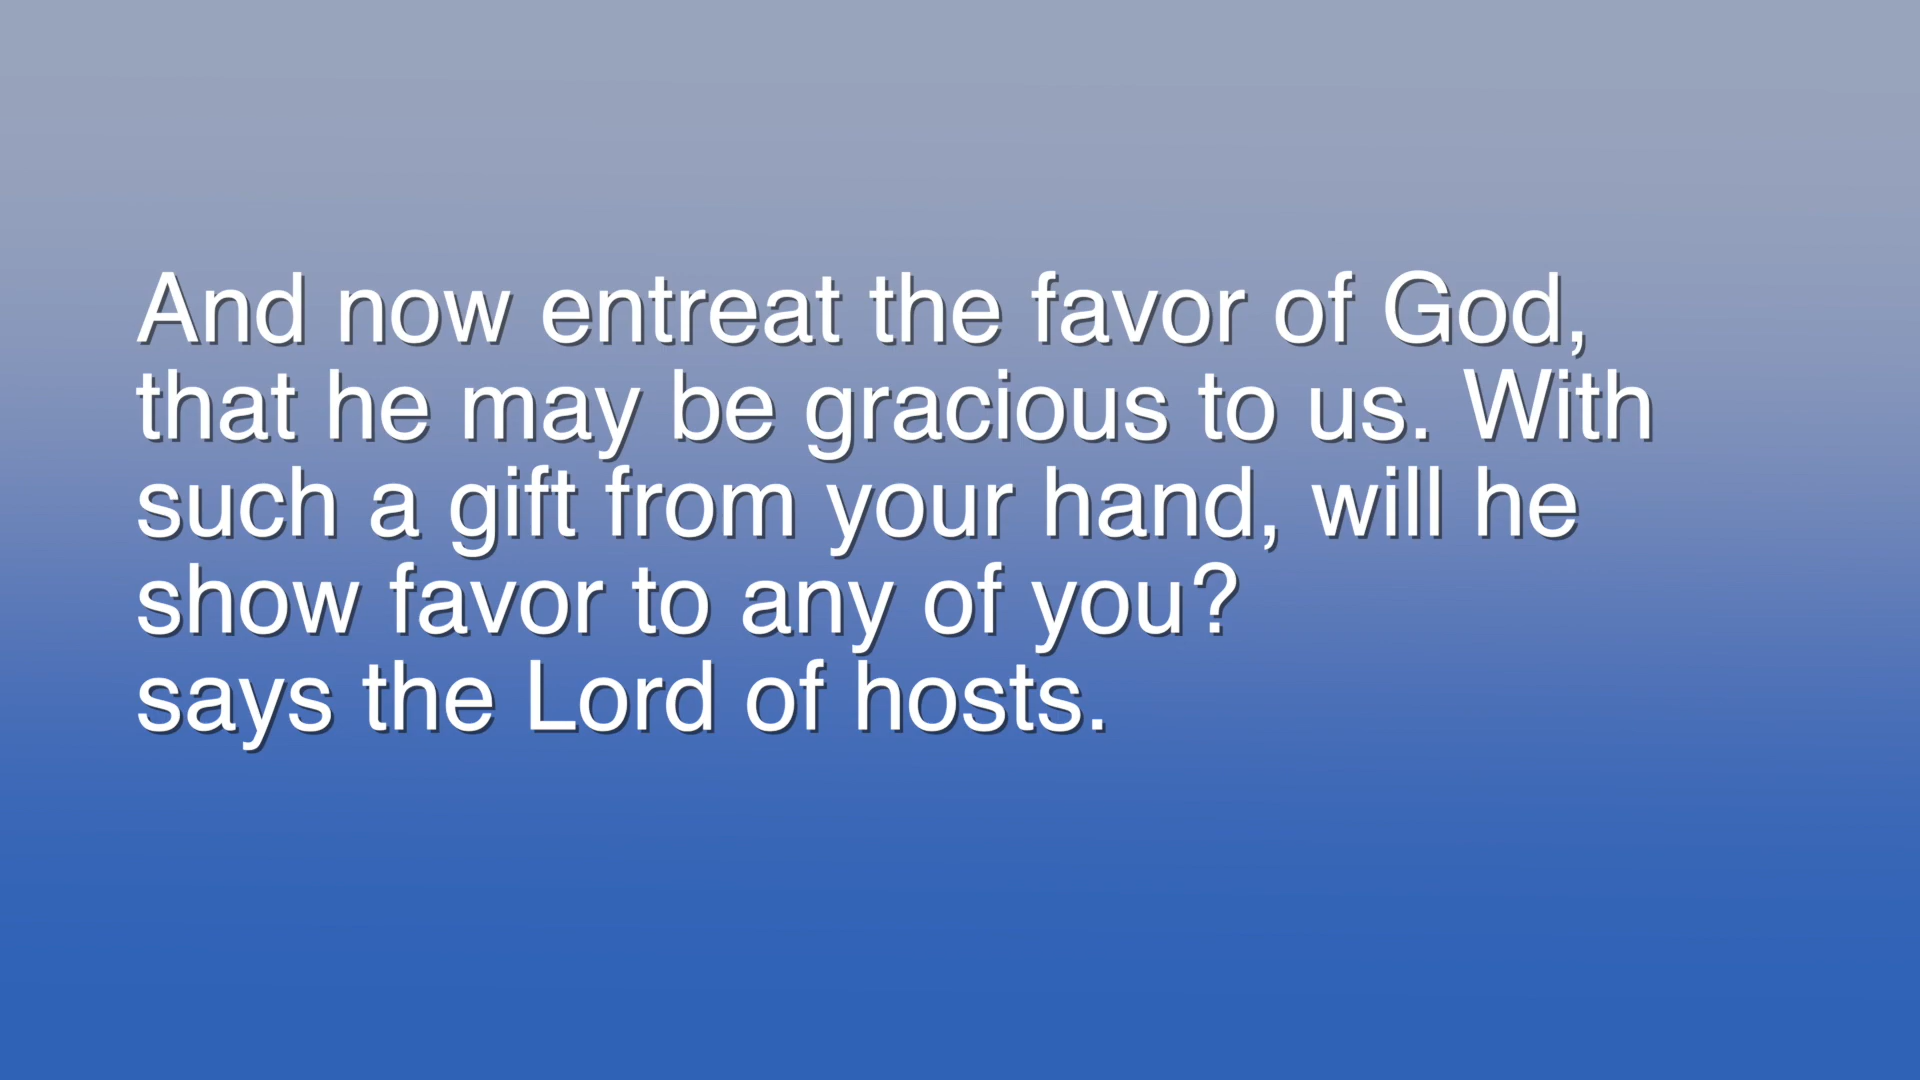 And now entreat the favor of God,
that he may be gracious to us. With
such a gift from your hand, will he
show favor to any of you?
says the Lord of hosts.